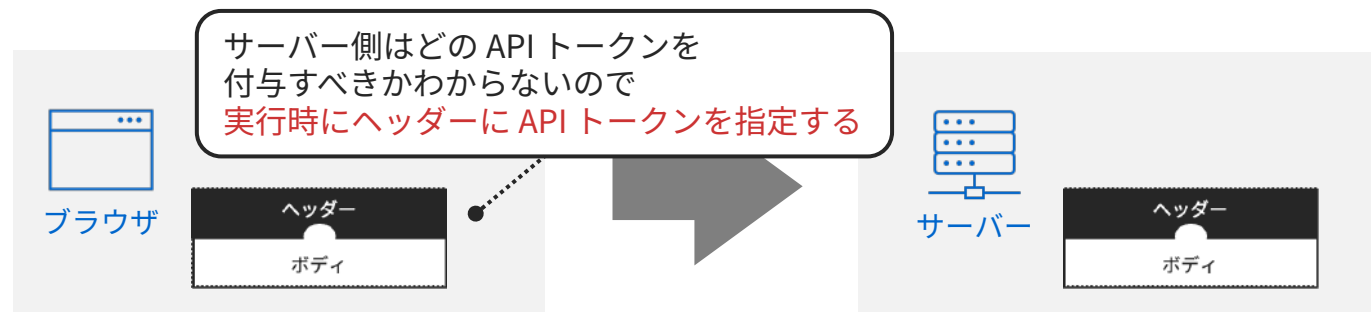 サーバー側はどの API トークンを
付与すべきかわからないので
実行時にヘッダーに API トークンを指定する
ブラウザ
ヘッダー
ボディ
サーバー
ヘッダー
ボディ